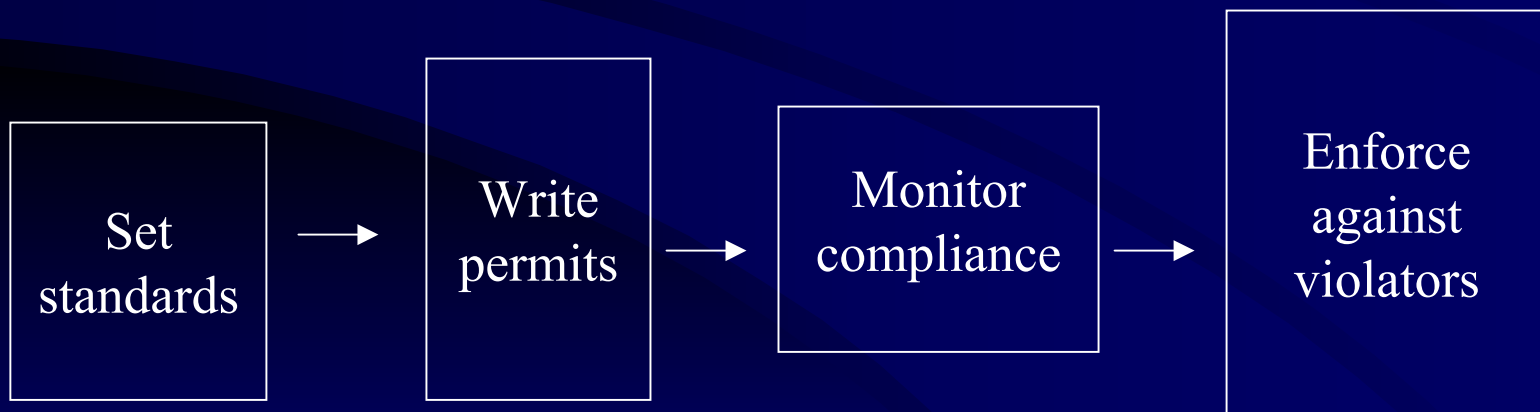 Set
standards
Write
permits
Monitor
compliance
Enforce
against
violators